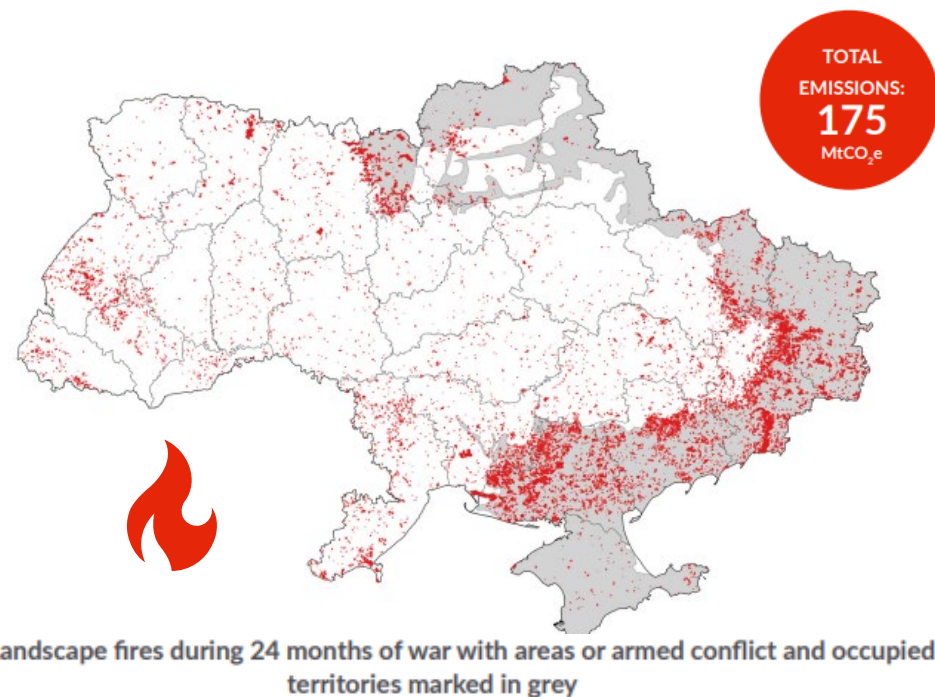 TOTAL
EMISSIONS:
175
MtCO₂e
andscape fires during 24 months of war with areas or armed conflict and occupied
territories marked in grey